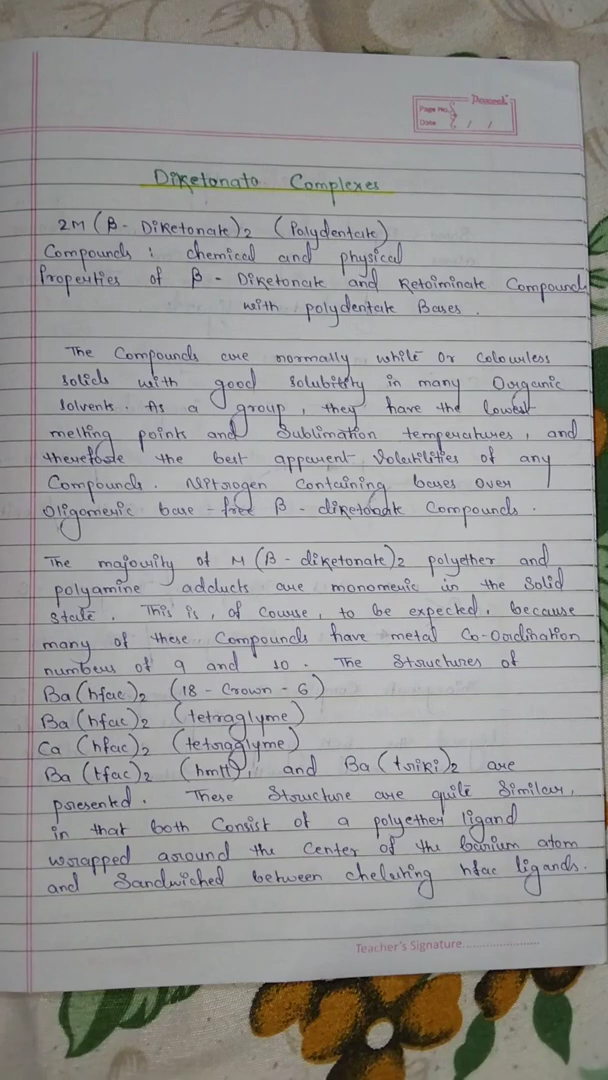 Page No.
Date / /
Diketonato Complexes
2M (β- Diketonate)2 (Polydentate)
Compounds : chemical and physical
Properties of β - Diketonate and Ketoiminate Compound
with polydentate Bases.
The Compounds are normally white or colourless
solids with good solubility in many Organic
solvents. As a group, they have the lowest
melting points and Sublimation temperatures, and
therefore the best apparent Volatilities of any
Compounds. Nitrogen Containing bases over
Oligomeric base-free β- diketonate Compounds.
The majority of M (β-diketonate)2 polyether and
polyamine adducts are monomeric in the Solid
State. This is, of Course, to be expected. because
many of these Compounds have metal Co-Oordination
numbers of 9 and 10. The Structures of
Ba (hfac)2 (18-Crown-6)
Ba (hfac)2 (tetraglyme)
Ca (hfac)2 (tetraglyme)
Ba (tfac)2 (hmtt), and Ba (triki)2 are
presented. These Structure are quite Similar,
in that both Consist of a polyether ligand
wrapped around the Center of the barium atom
and Sandwiched between chelating hfac ligands.
Teacher's Signature........................